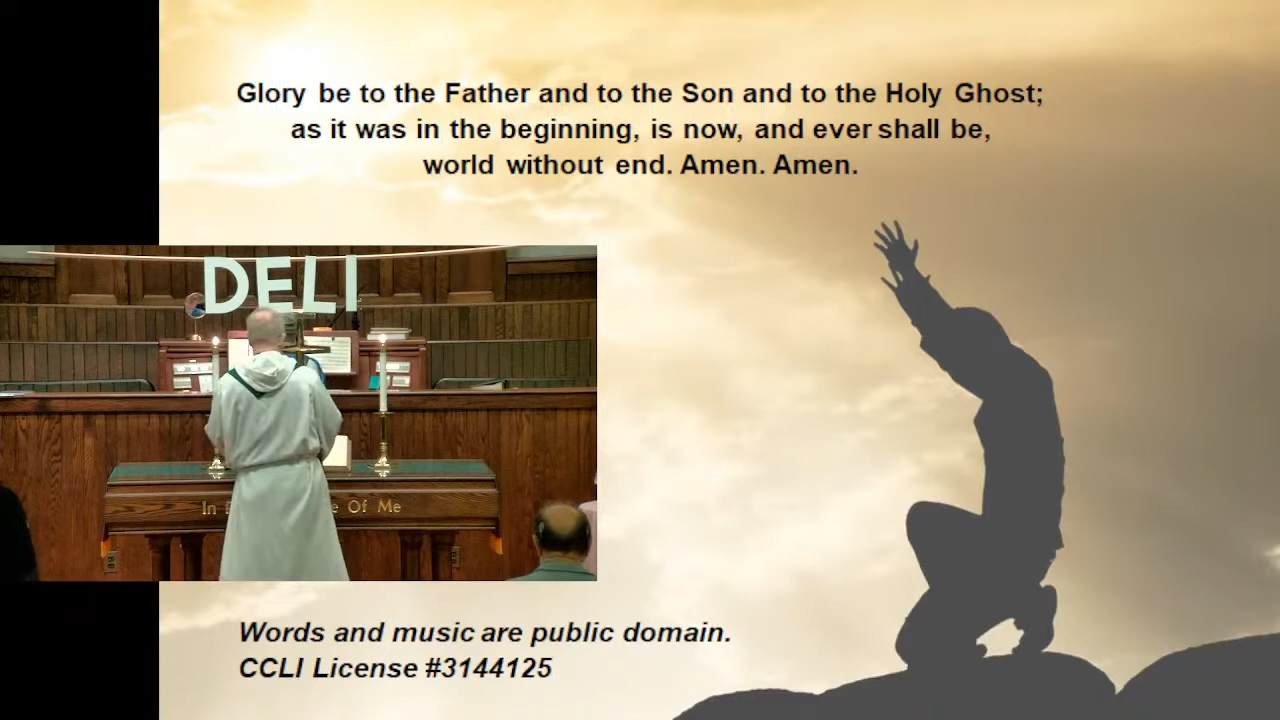 Glory be to the Father and to the Son and to the Holy Ghost;
as it was in the beginning, is now, and ever shall be,
world without end. Amen. Amen.
DELI
In e Of Me
Words and music are public domain.
CCLI License #3144125